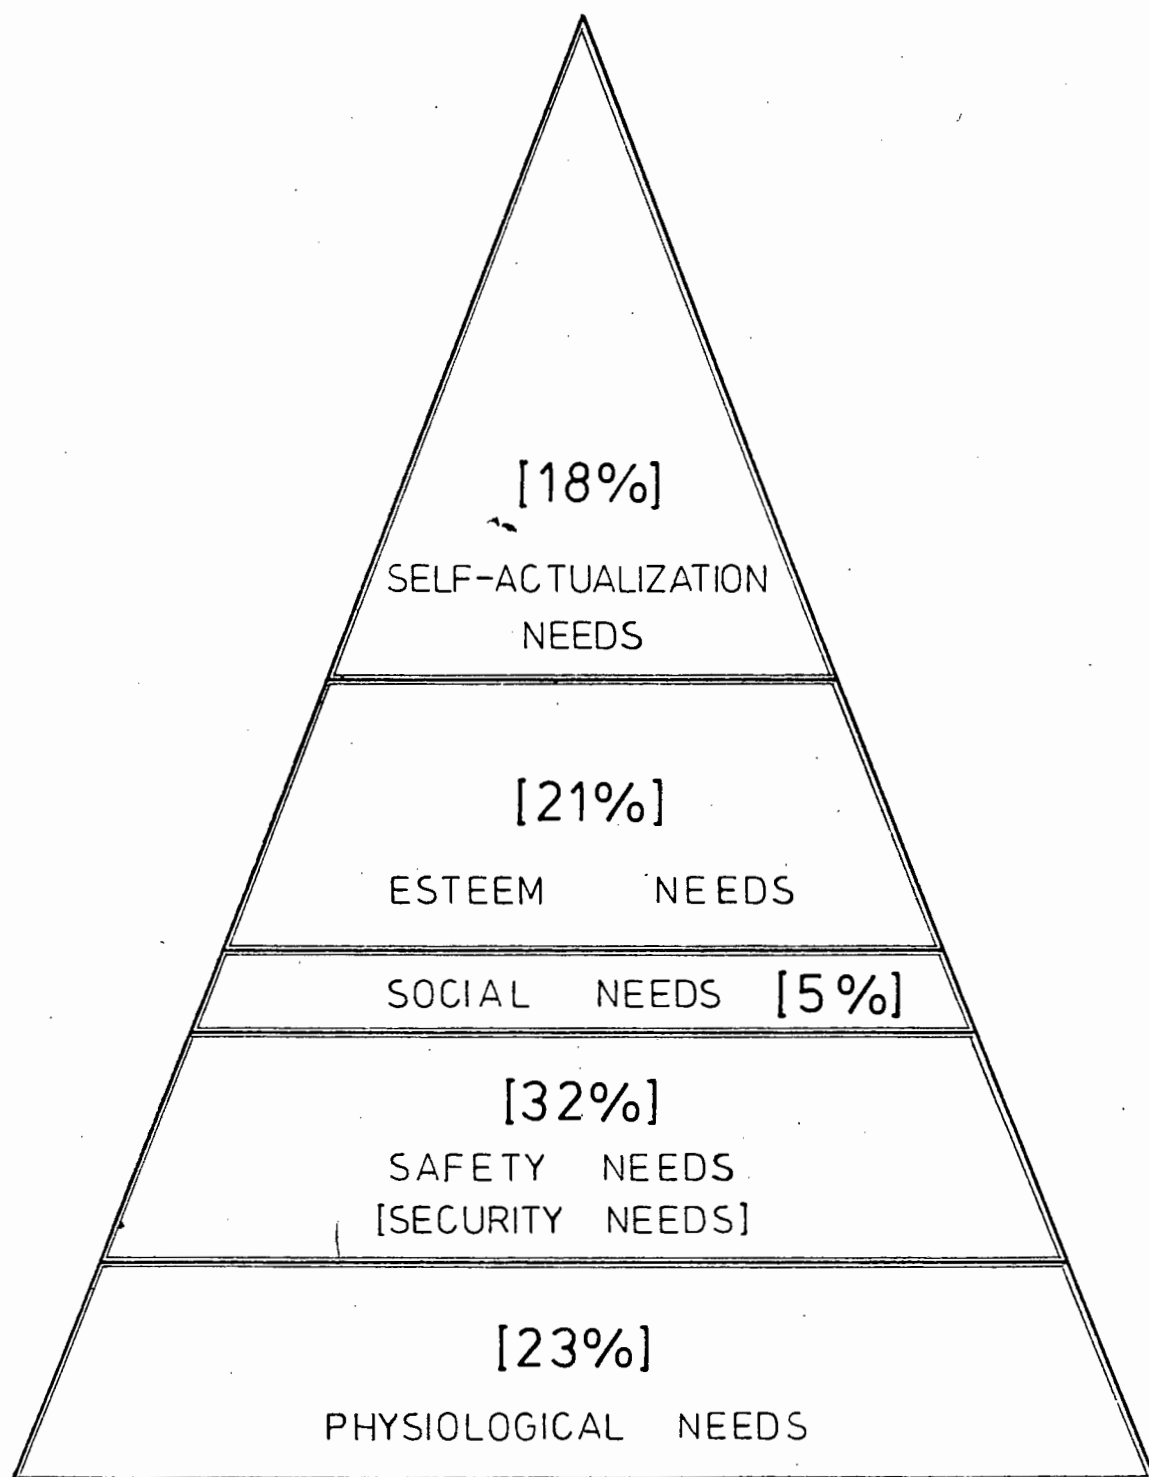 [18%]
SELF-ACTUALIZATION
NEEDS
[21%]
ESTEEM NEEDS
SOCIAL NEEDS [5%]
[32%]
SAFETY NEEDS
[SECURITY NEEDS]
[23%]
PHYSIOLOGICAL NEEDS